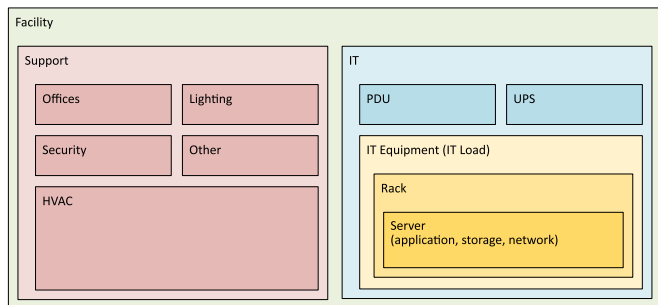 Facility
Support
Offices
Lighting
Security
Other
HVAC
IT
PDU
UPS
IT Equipment (IT Load)
Rack
Server
(application, storage, network)